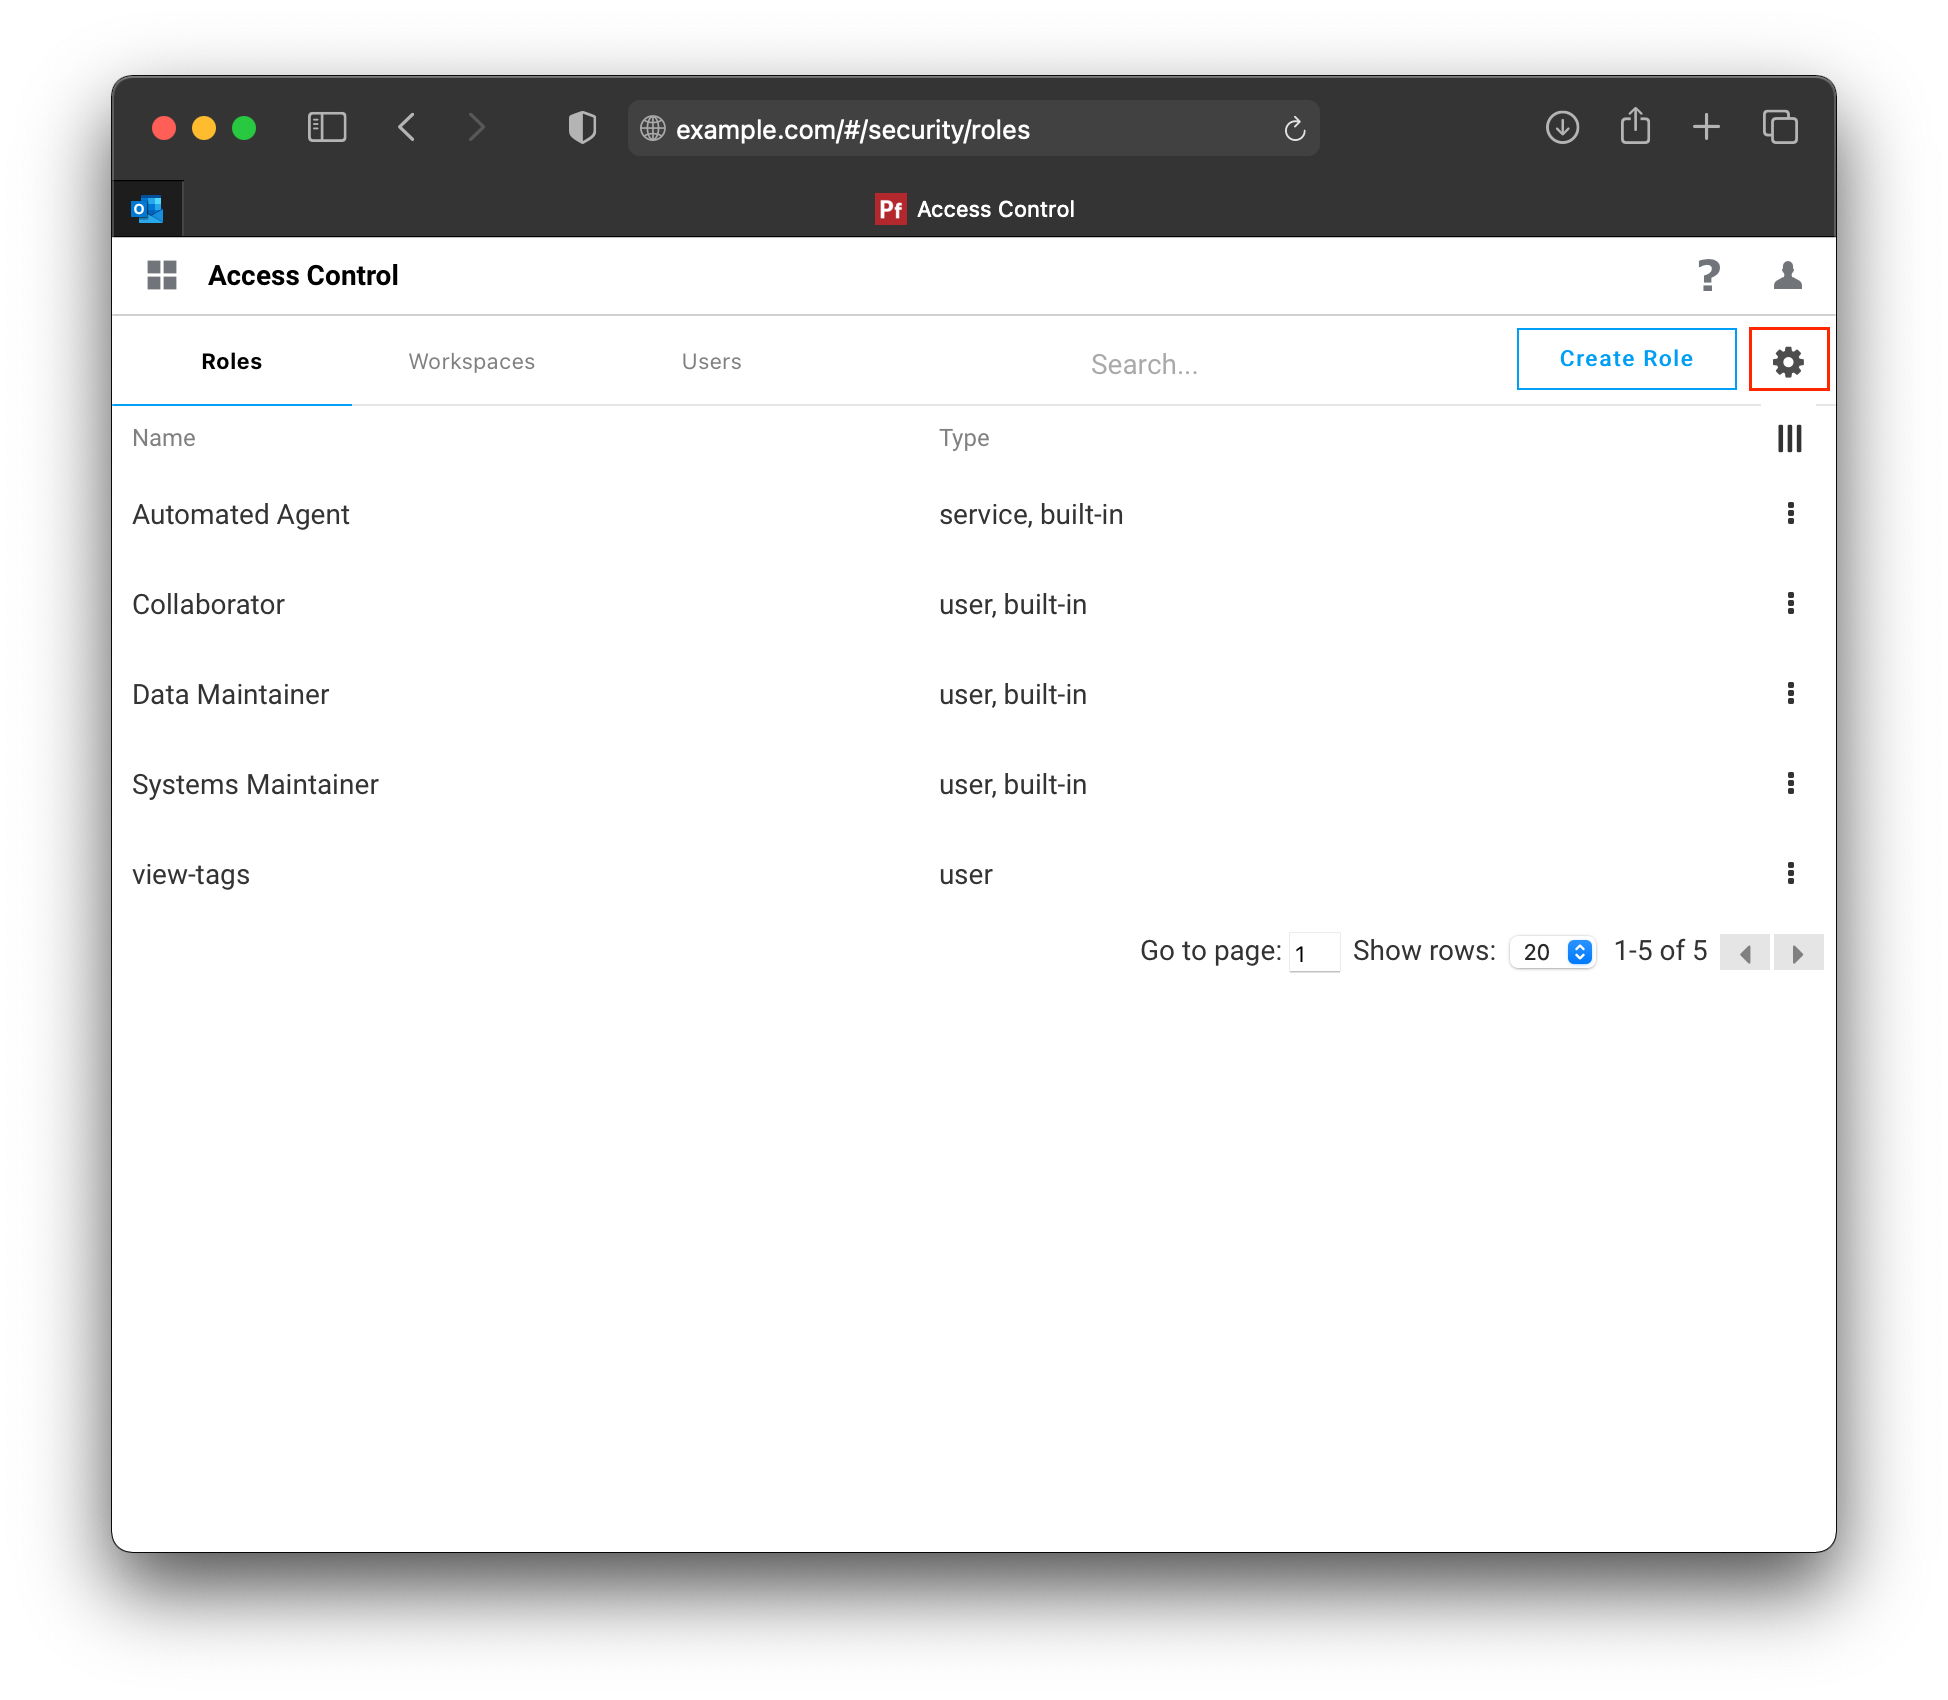 example.com/#/security/roles
O
Pf Access Control
Access Control
?
Roles Workspaces Users Search... Create Role
Name Type
Automated Agent service, built-in
Collaborator user, built-in
Data Maintainer user, built-in
Systems Maintainer user, built-in
view-tags user
Go to page: 1 Show rows: 20 1-5 of 5